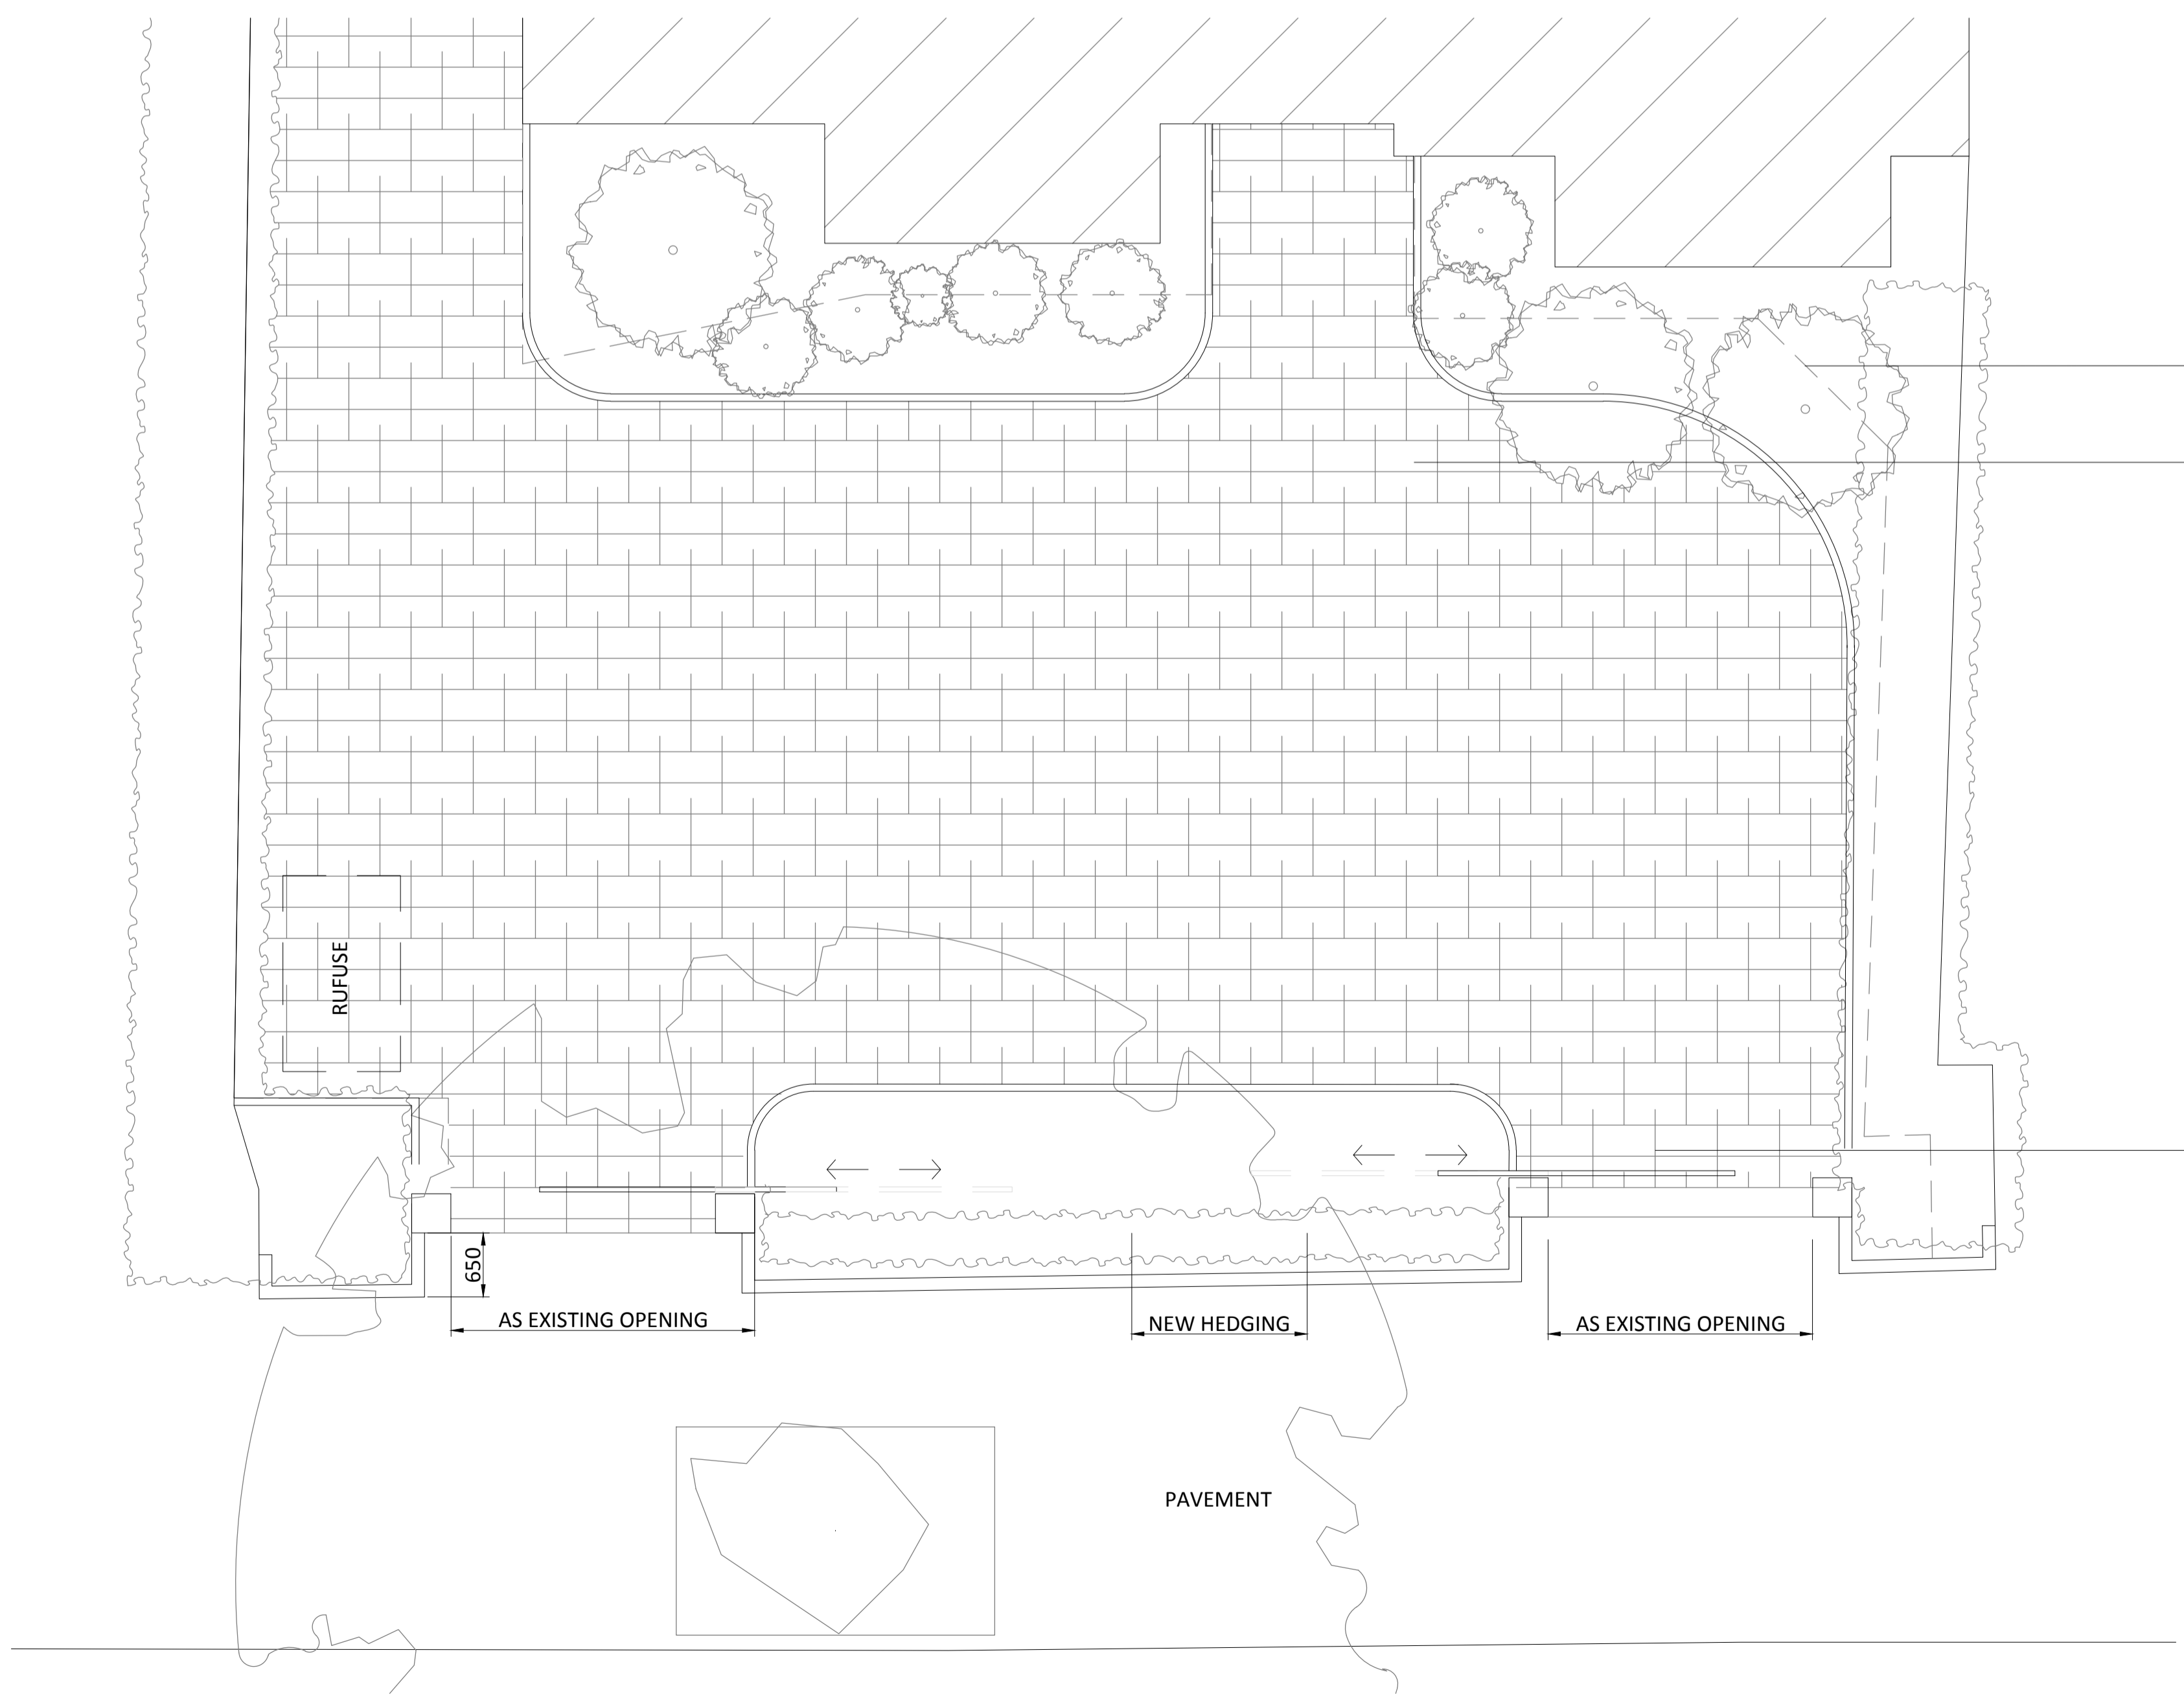 RUFUSE
650
AS EXISTING OPENING
NEW HEDGING
AS EXISTING OPENING
PAVEMENT